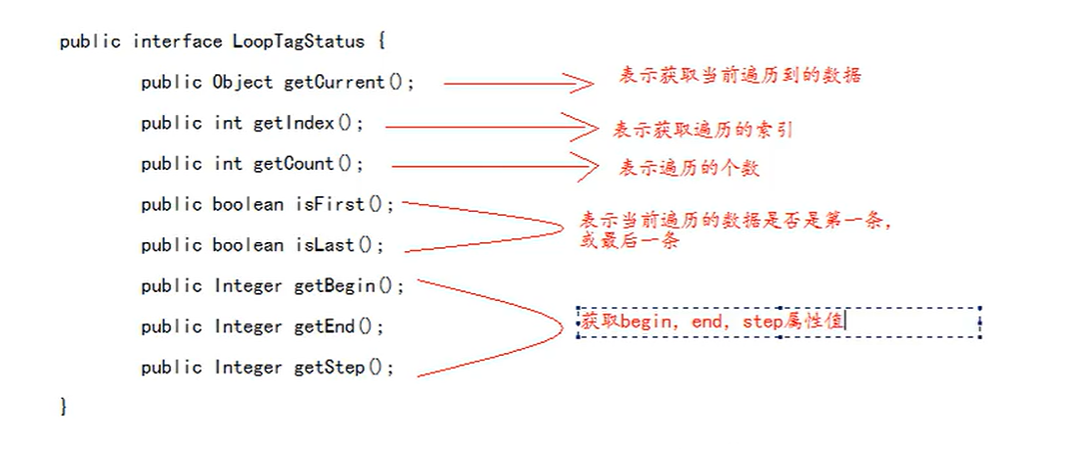 public interface LoopTagStatus {
public Object getCurrent(); 表示获取当前遍历到的数据
public int getIndex(); 表示获取遍历的索引
public int getCount(); 表示遍历的个数
public boolean isFirst(); 表示当前遍历的数据是否是第一条，
或最后一条
public boolean isLast();
public Integer getBegin();
public Integer getEnd(); 获取begin, end, step属性值
public Integer getStep();
}